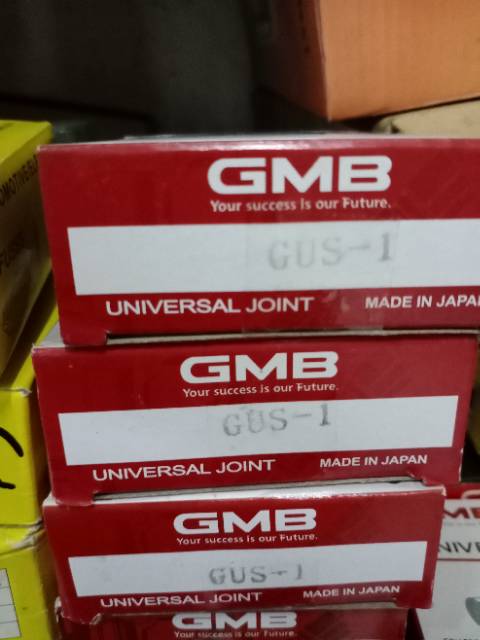 GMB
Your success is our Future.
GUS-1
UNIVERSAL JOINT MADE IN JAPA
GMB
Your success is our Future.
GUS-1
UNIVERSAL JOINT MADE IN JAPAN
GMB
Your success is our Future.
GUS-1
UNIVERSAL JOINT MADE IN JAPAN
GMB
Your success is our Future.